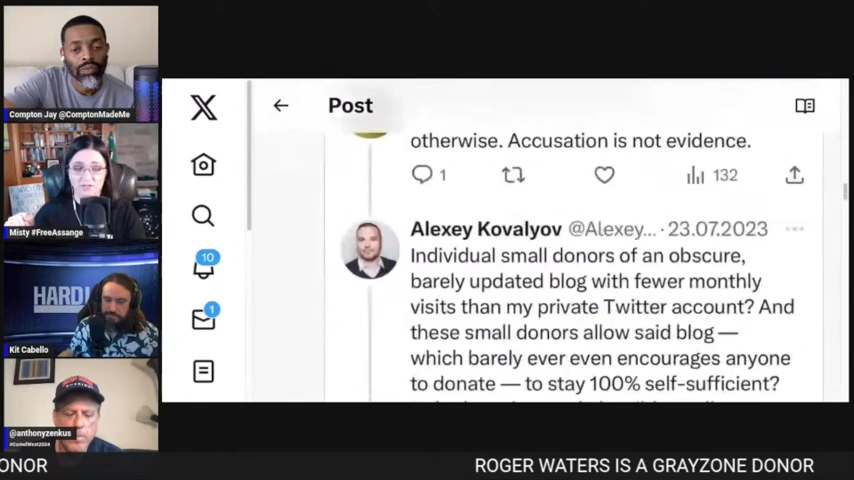 Compton Jay @ComptonMadeMe
Misty #FreeAssange
HARDL
Kit Cabello
@anthonyzenkus
#CornelWest2024
X
10
1
Post
otherwise. Accusation is not evidence.
1
132
Alexey Kovalyov @Alexey... · 23.07.2023
Individual small donors of an obscure,
barely updated blog with fewer monthly
visits than my private Twitter account? And
these small donors allow said blog —
which barely ever even encourages anyone
to donate — to stay 100% self-sufficient?
ONOR
ROGER WATERS IS A GRAYZONE DONOR